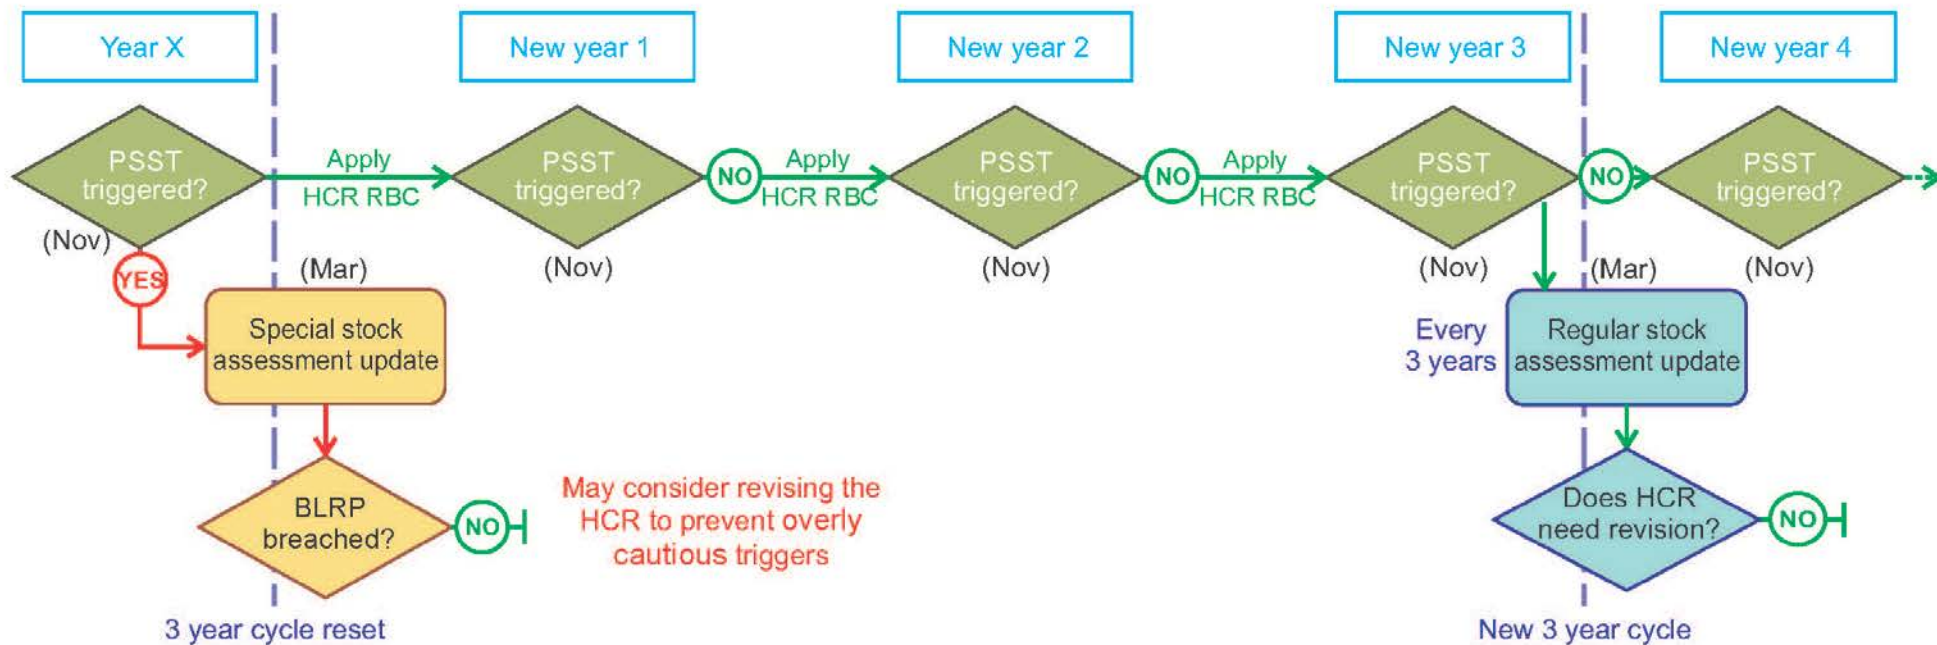 Year X
New year 1
New year 2
New year 3
New year 4
PSST
triggered?
Apply
HCR RBC
PSST
triggered?
NO
Apply
HCR RBC
PSST
triggered?
NO
Apply
HCR RBC
PSST
triggered?
NO
PSST
triggered?
(Nov)
(Nov)
(Nov)
(Nov)
(Nov)
YES
(Mar)
(Mar)
Special stock
assessment update
Every
3 years
Regular stock
assessment update
BLRP
breached?
NO
May consider revising the
HCR to prevent overly
cautious triggers
Does HCR
need revision?
NO
3 year cycle reset
New 3 year cycle